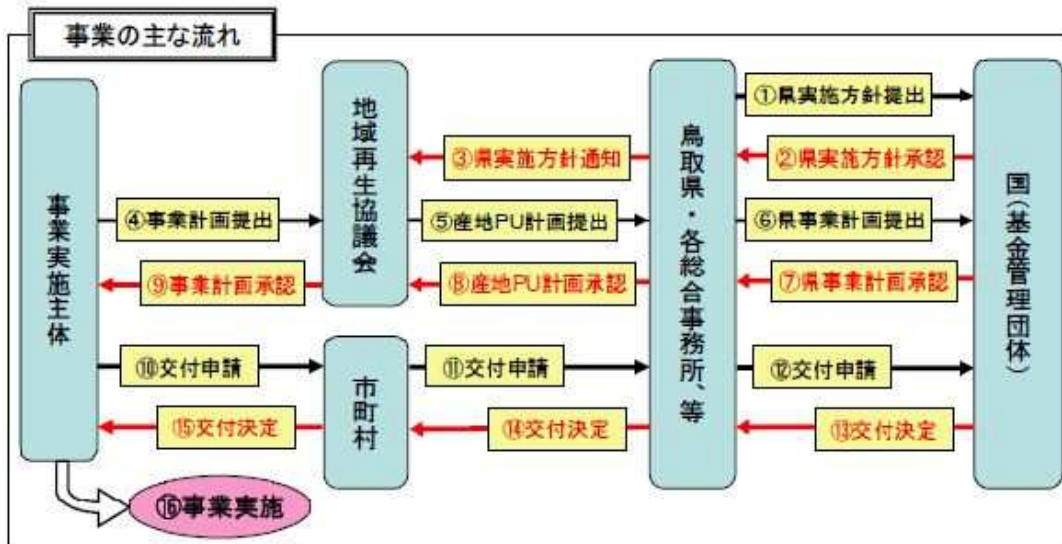 事業の主な流れ
事業実施主体
地域再生協議会
市町村
鳥取県・各総合事務所、等
国(基金管理団体)
①県実施方針提出
③県実施方針通知
②県実施方針承認
④事業計画提出
⑤産地PU計画提出
⑥県事業計画提出
⑨事業計画承認
⑧産地PU計画承認
⑦県事業計画承認
⑩交付申請
⑪交付申請
⑫交付申請
⑮交付決定
⑭交付決定
⑬交付決定
⑯事業実施